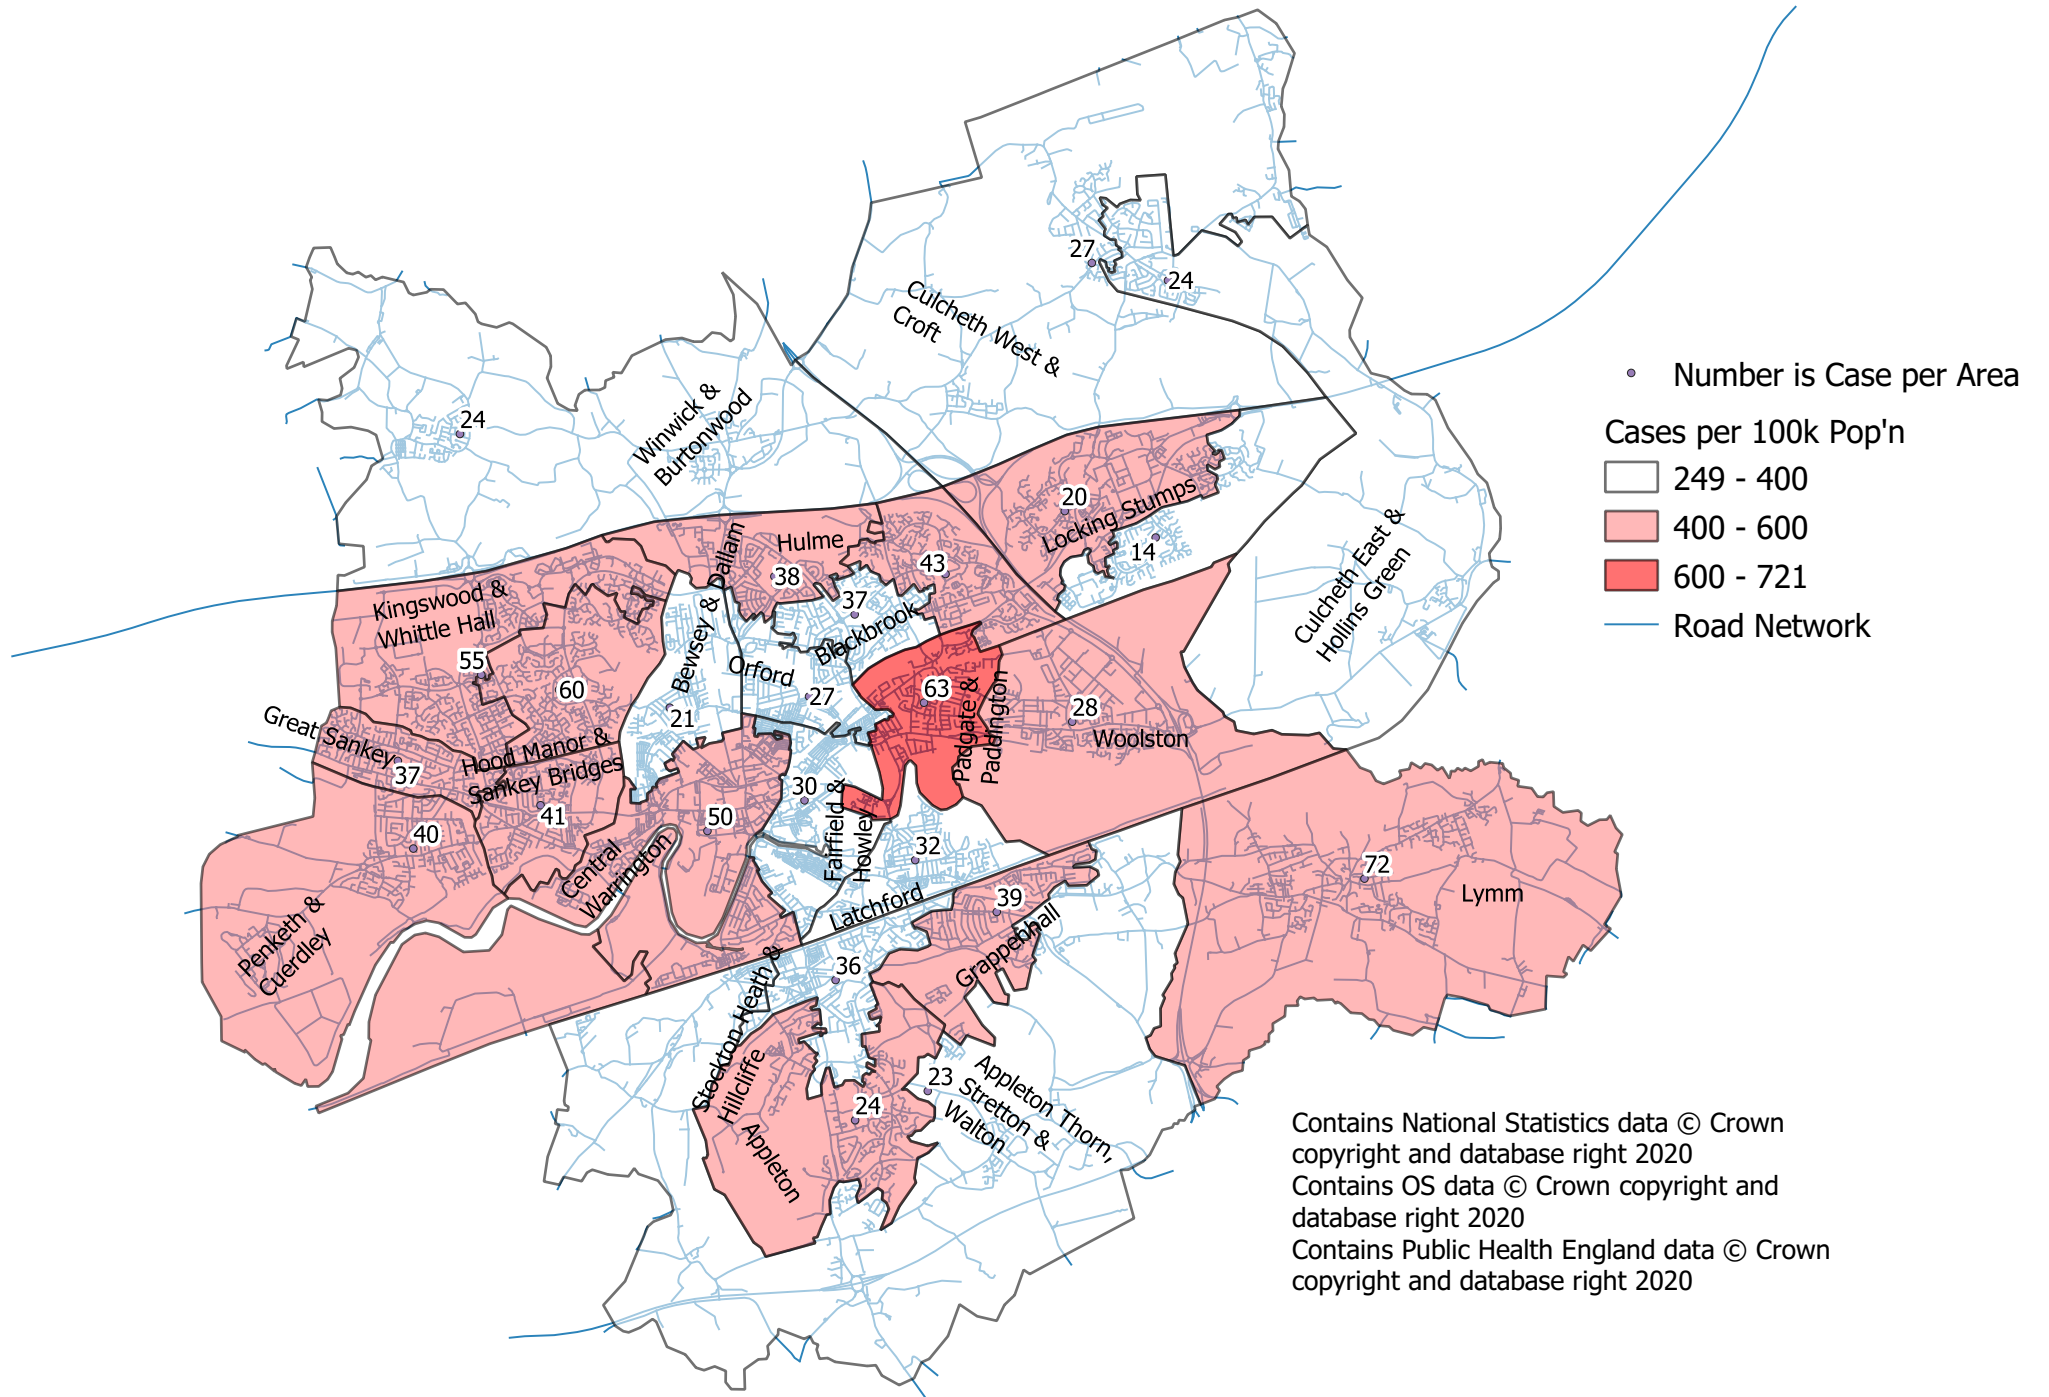 27
24
Culcheth West &
Croft
24
Winwick &
Burtonwood
20
Locking Stumps
14
Culcheth East &
Hollins Green
Hulme
38
43
Kingswood &
Whittle Hall
55
60
Bewsey & Dallam
21
37
Blackbrook
Orford
27
63
Padgate &
Paddington
28
Woolston
Great Sankey
37
Hood Manor &
Sankey Bridges
41
40
50
30
Fairfield &
Howley
32
Central
Warrington
Latchford
39
Grappenhall
72
Lymm
Penketh &
Cuerdley
36
Stockton Heath &
Hillcliffe
24
Appleton
23
Appleton Thorn,
Stretton &
Walton
Number is Case per Area
Cases per 100k Pop'n
249 - 400
400 - 600
600 - 721
Road Network
Contains National Statistics data © Crown
copyright and database right 2020
Contains OS data © Crown copyright and
database right 2020
Contains Public Health England data © Crown
copyright and database right 2020